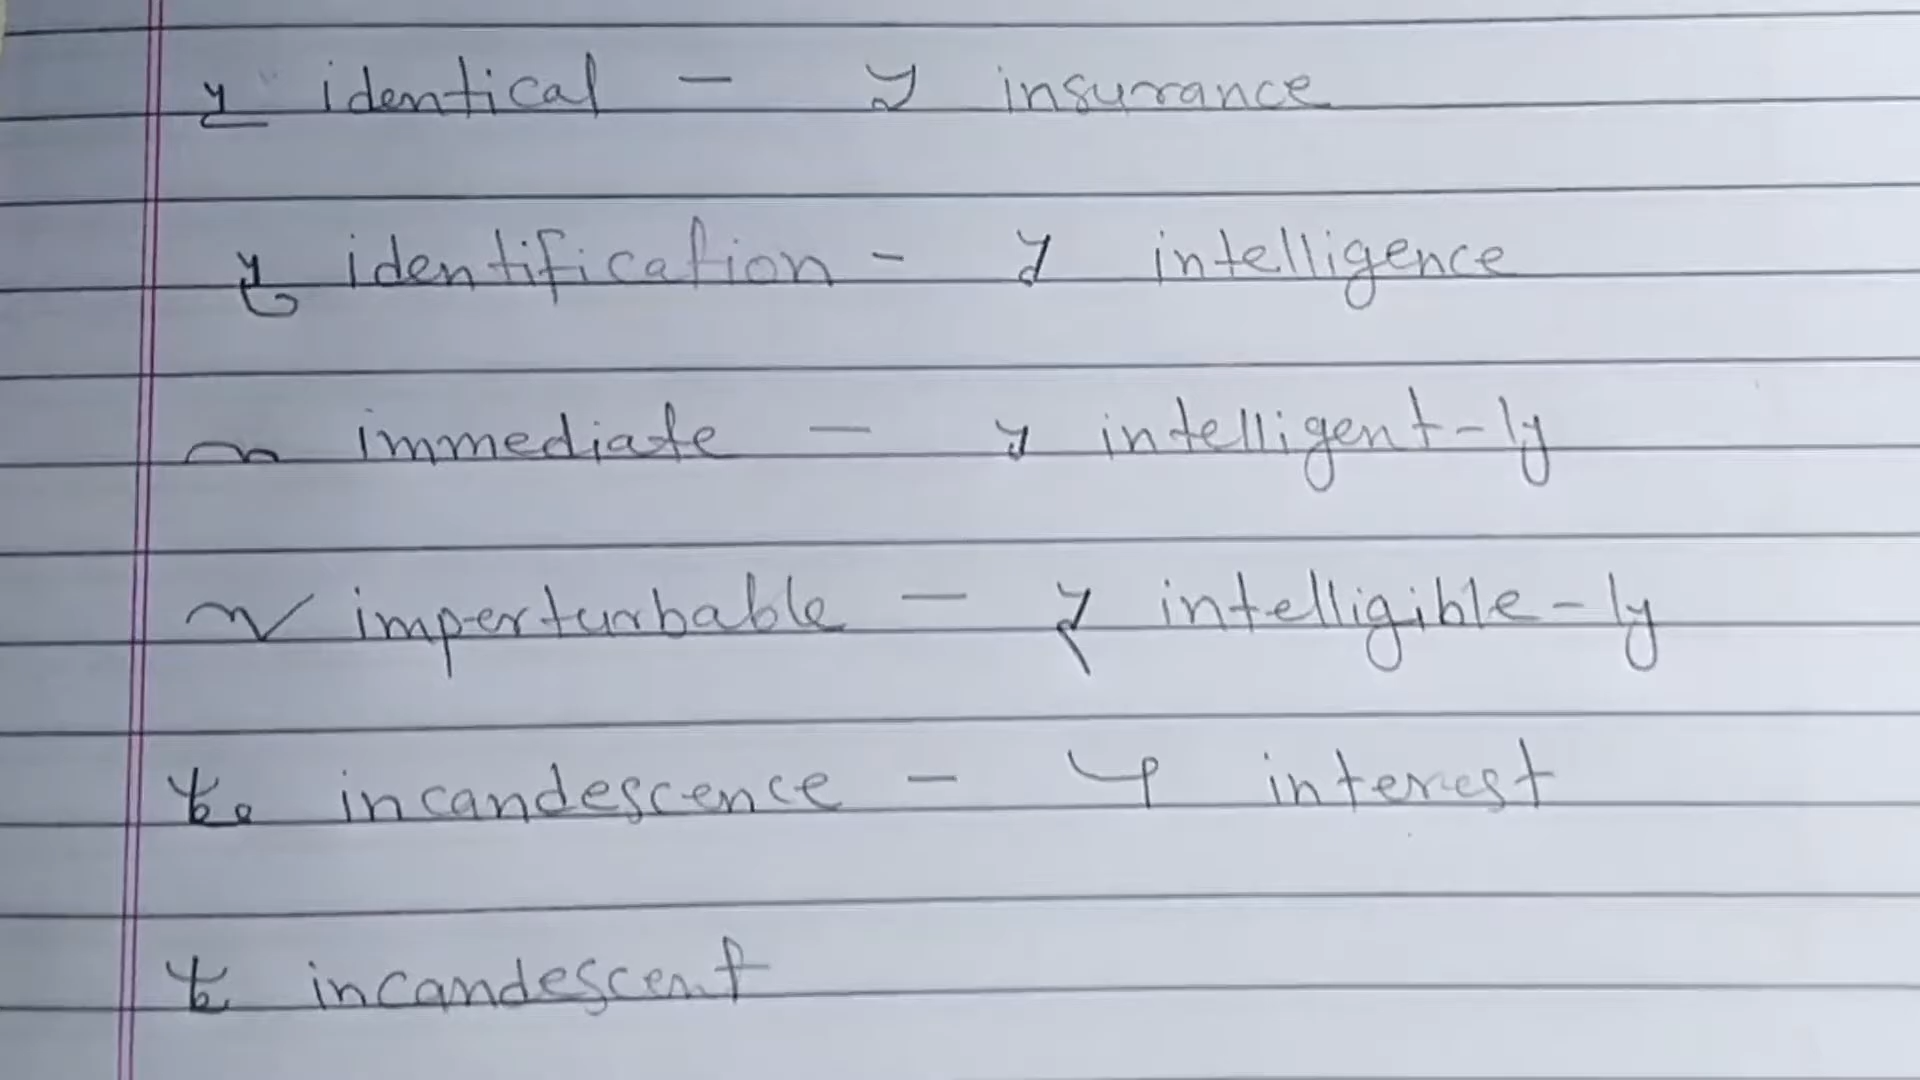 identical - insurance
identification - intelligence
immediate - intelligent-ly
imperturbable - intelligible-ly
incandescence - interest
incandescent